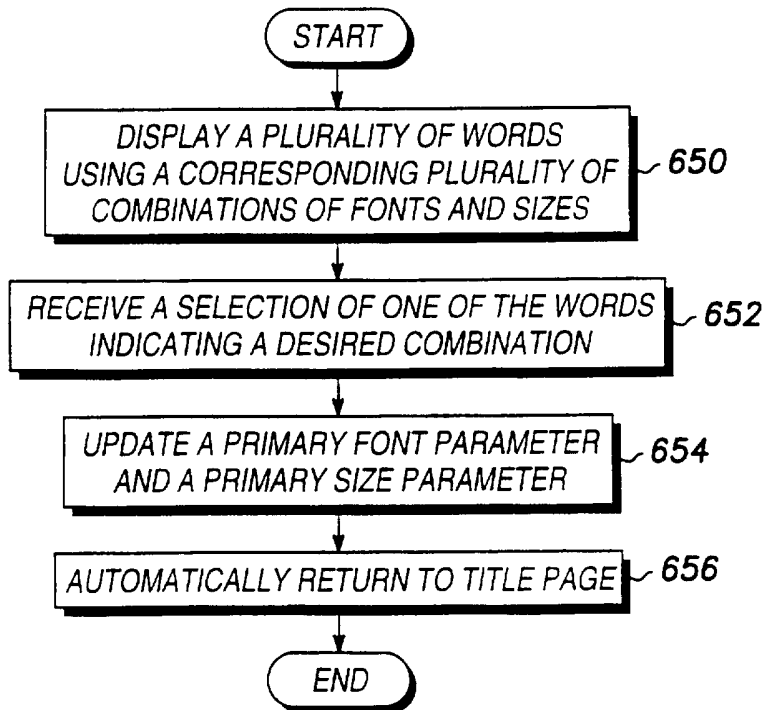 START
DISPLAY A PLURALITY OF WORDS
USING A CORRESPONDING PLURALITY OF
COMBINATIONS OF FONTS AND SIZES
650
RECEIVE A SELECTION OF ONE OF THE WORDS
INDICATING A DESIRED COMBINATION
652
UPDATE A PRIMARY FONT PARAMETER
AND A PRIMARY SIZE PARAMETER
654
AUTOMATICALLY RETURN TO TITLE PAGE
656
END